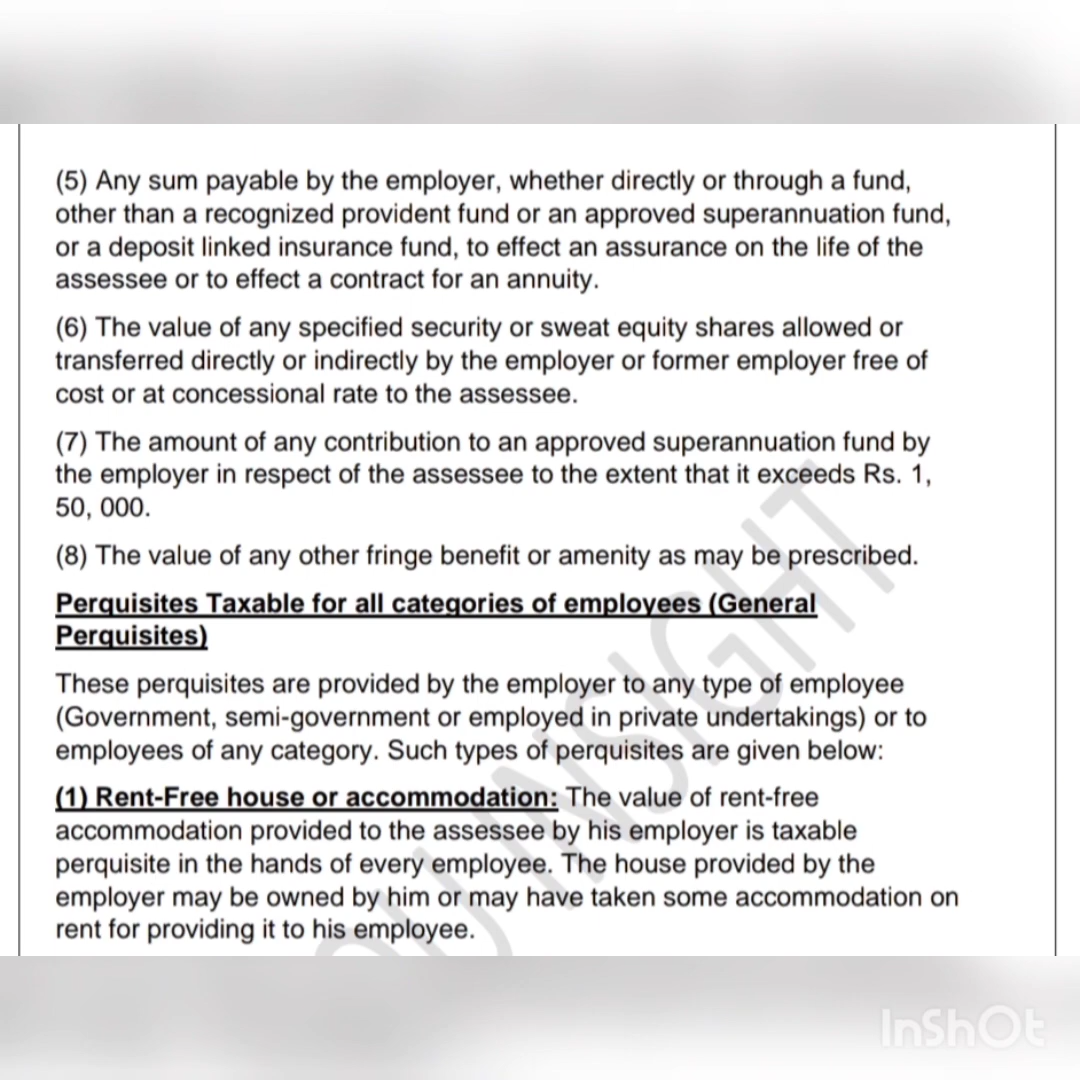 (5) Any sum payable by the employer, whether directly or through a fund,
other than a recognized provident fund or an approved superannuation fund,
or a deposit linked insurance fund, to effect an assurance on the life of the
assessee or to effect a contract for an annuity.
(6) The value of any specified security or sweat equity shares allowed or
transferred directly or indirectly by the employer or former employer free of
cost or at concessional rate to the assessee.
(7) The amount of any contribution to an approved superannuation fund by
the employer in respect of the assessee to the extent that it exceeds Rs. 1,
50, 000.
(8) The value of any other fringe benefit or amenity as may be prescribed.
Perquisites Taxable for all categories of employees (General
Perquisites)
These perquisites are provided by the employer to any type of employee
(Government, semi-government or employed in private undertakings) or to
employees of any category. Such types of perquisites are given below:
(1) Rent-Free house or accommodation: The value of rent-free
accommodation provided to the assessee by his employer is taxable
perquisite in the hands of every employee. The house provided by the
employer may be owned by him or may have taken some accommodation on
rent for providing it to his employee.
INSIGHT
InShOt